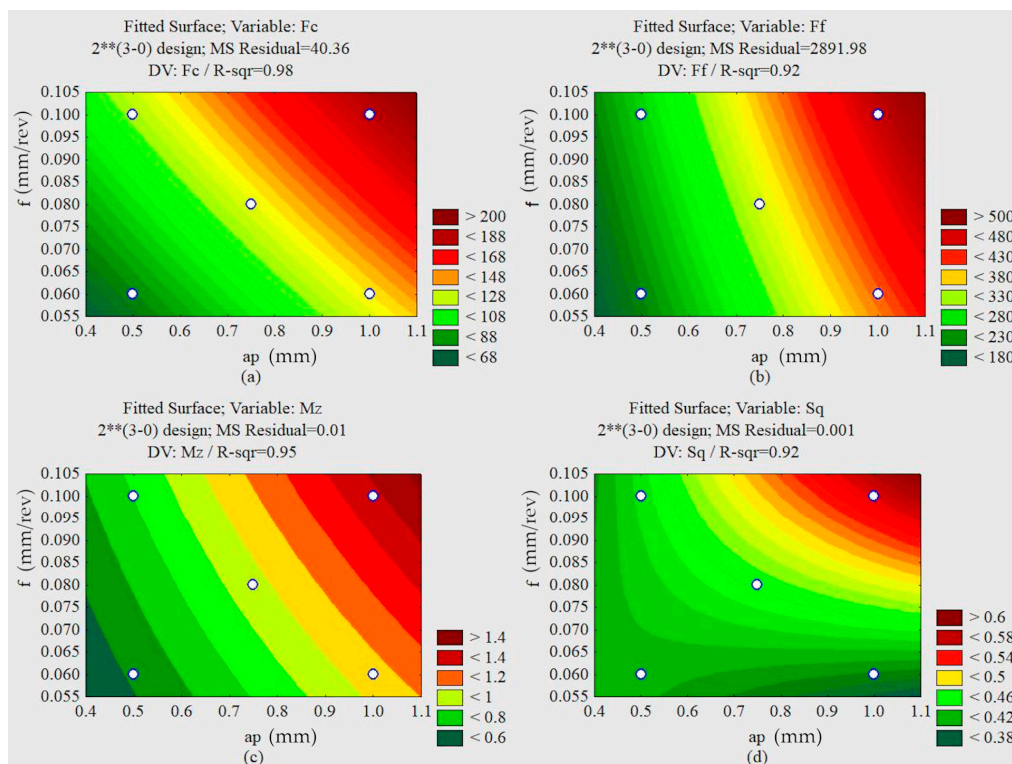 Fitted Surface; Variable: Fc
2**(3-0) design; MS Residual=40.36
DV: Fc / R-sqr=0.98
f (mm/rev)
0.105
0.100
0.095
0.090
0.085
0.080
0.075
0.070
0.065
0.060
0.055
0.4 0.5 0.6 0.7 0.8 0.9 1.0 1.1
ap (mm)
(a)
> 200
< 188
< 168
< 148
< 128
< 108
< 88
< 68
Fitted Surface; Variable: Ff
2**(3-0) design; MS Residual=2891.98
DV: Ff / R-sqr=0.92
f (mm/rev)
0.105
0.100
0.095
0.090
0.085
0.080
0.075
0.070
0.065
0.060
0.055
0.4 0.5 0.6 0.7 0.8 0.9 1.0 1.1
ap (mm)
(b)
> 500
< 480
< 430
< 380
< 330
< 280
< 230
< 180
Fitted Surface; Variable: Mz
2**(3-0) design; MS Residual=0.01
DV: Mz / R-sqr=0.95
f (mm/rev)
0.105
0.100
0.095
0.090
0.085
0.080
0.075
0.070
0.065
0.060
0.055
0.4 0.5 0.6 0.7 0.8 0.9 1.0 1.1
ap (mm)
(c)
> 1.4
< 1.4
< 1.2
< 1
< 0.8
< 0.6
Fitted Surface; Variable: Sq
2**(3-0) design; MS Residual=0.001
DV: Sq / R-sqr=0.92
f (mm/rev)
0.105
0.100
0.095
0.090
0.085
0.080
0.075
0.070
0.065
0.060
0.055
0.4 0.5 0.6 0.7 0.8 0.9 1.0 1.1
ap (mm)
(d)
> 0.6
< 0.58
< 0.54
< 0.5
< 0.46
< 0.42
< 0.38